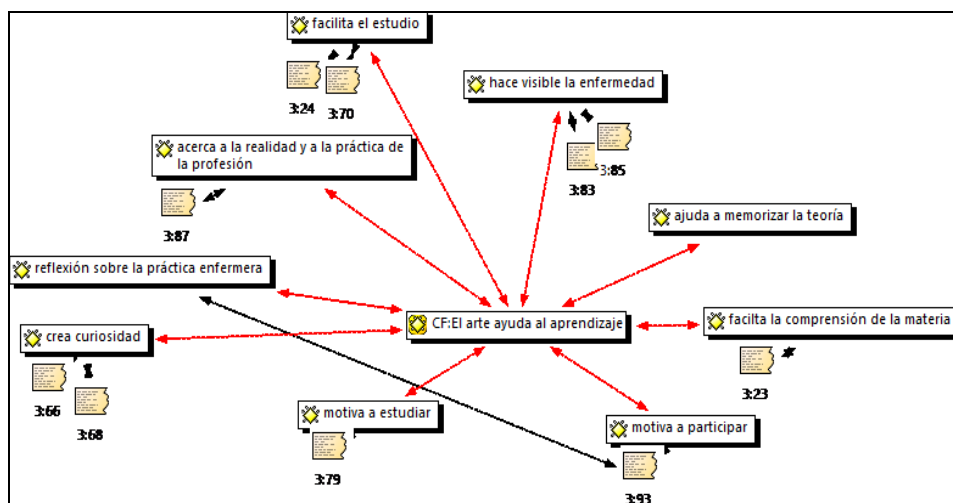 facilita el estudio
3:24
3:70
hace visible la enfermedad
3:85
3:83
acerca a la realidad y a la práctica de
la profesión
3:87
ajuda a memorizar la teoría
reflexión sobre la práctica enfermera
CF:El arte ayuda al aprendizaje
facilta la comprensión de la materia
3:23
crea curiosidad
3:66
3:68
motiva a estudiar
3:79
motiva a participar
3:93